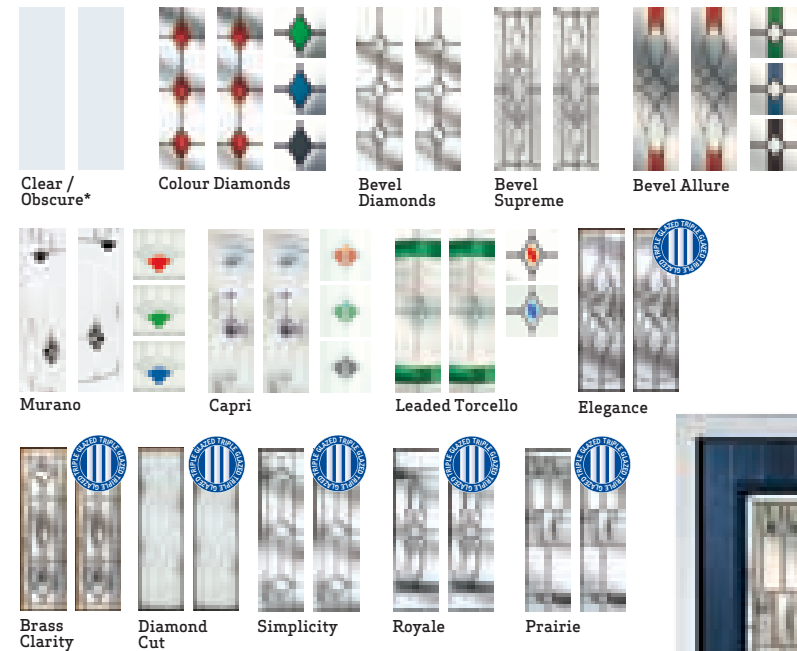 Clear /
Obscure*
Colour Diamonds
Bevel
Diamonds
Bevel
Supreme
Bevel Allure
TRIPLE GLAZED TRIPLE GLAZED
Murano
Capri
Leaded Torcello
Elegance
TRIPLE GLAZED TRIPLE GLAZED
TRIPLE GLAZED TRIPLE GLAZED
TRIPLE GLAZED TRIPLE GLAZED
TRIPLE GLAZED TRIPLE GLAZED
TRIPLE GLAZED TRIPLE GLAZED
Brass
Clarity
Diamond
Cut
Simplicity
Royale
Prairie